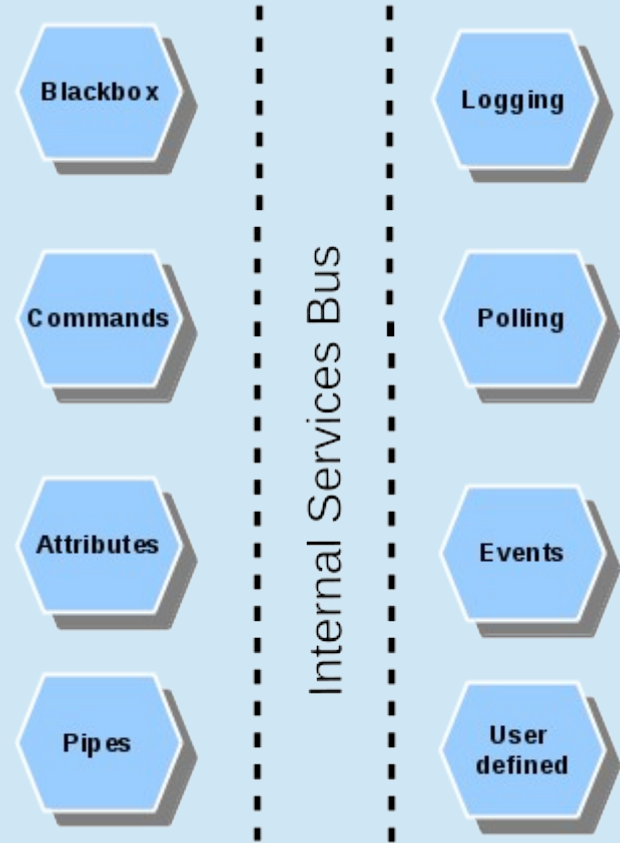 Blackbox
Logging
Commands
Polling
Internal Services Bus
Attributes
Events
Pipes
User
defined